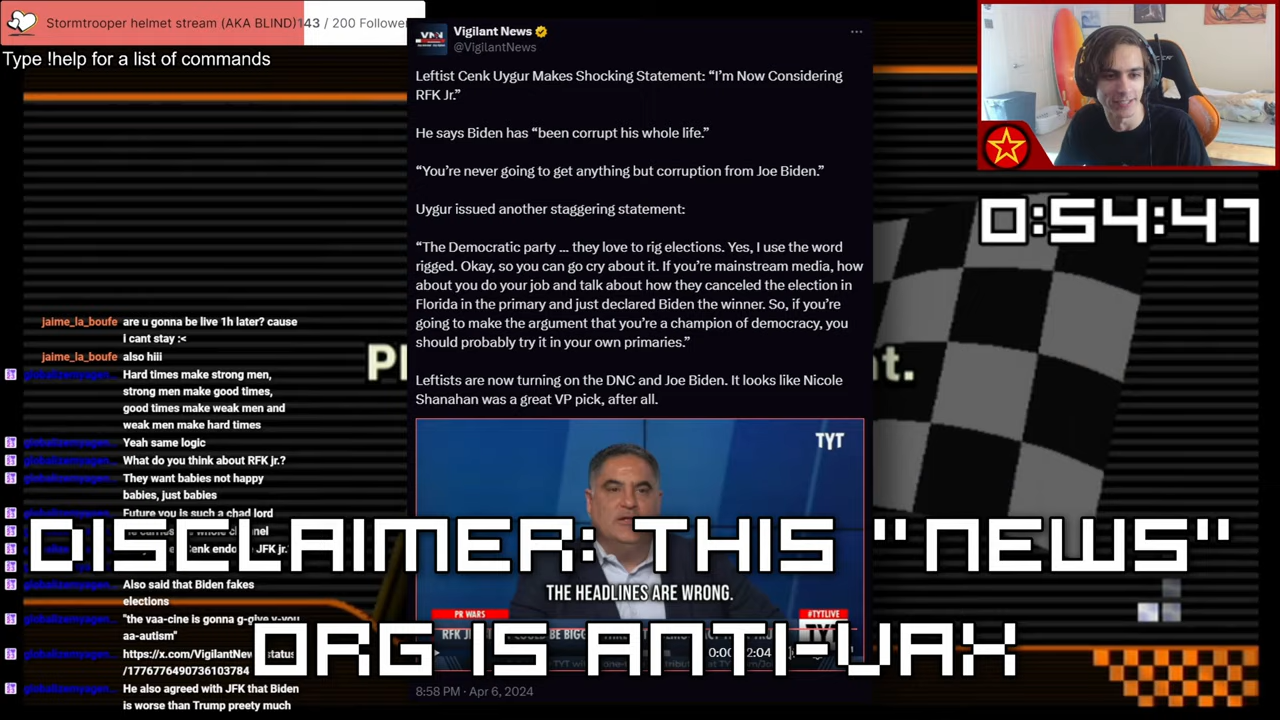 Stormtrooper helmet stream (AKA BLIND)143 / 200 Follower
Type !help for a list of commands
Vigilant News
@VigilantNews
Leftist Cenk Uygur Makes Shocking Statement: “I’m Now Considering
RFK Jr.”
He says Biden has “been corrupt his whole life.”
“You’re never going to get anything but corruption from Joe Biden.”
Uygur issued another staggering statement:
“The Democratic party ... they love to rig elections. Yes, I use the word
rigged. Okay, so you can go cry about it. If you’re mainstream media, how
about you do your job and talk about how they canceled the election in
Florida in the primary and just declared Biden the winner. So, if you’re
going to make the argument that you’re a champion of democracy, you
should probably try it in your own primaries.”
Leftists are now turning on the DNC and Joe Biden. It looks like Nicole
Shanahan was a great VP pick, after all.
TYT
THE HEADLINES ARE WRONG.
PR WARS
#TYTLIVE
8:58 PM · Apr 6, 2024
0:54:47
jaime_la_boufe are u gonna be live 1h later? cause
i cant stay :<
jaime_la_boufe also hiii
Hard times make strong men,
strong men make good times,
good times make weak men and
weak men make hard times
Yeah same logic
What do you think about RFK jr.?
They want babies not happy
babies, just babies
Future you is such a chad lord
Also said that Biden fakes
elections
"the vaa-cine is gonna g-give y-you
aa-autism"
https://x.com/VigilantNew
/1776776490736103784
He also agreed with JFK that Biden
is worse than Trump preety much
DISCLAIMER: THIS "NEWS"
ORG IS ANTI-VAX